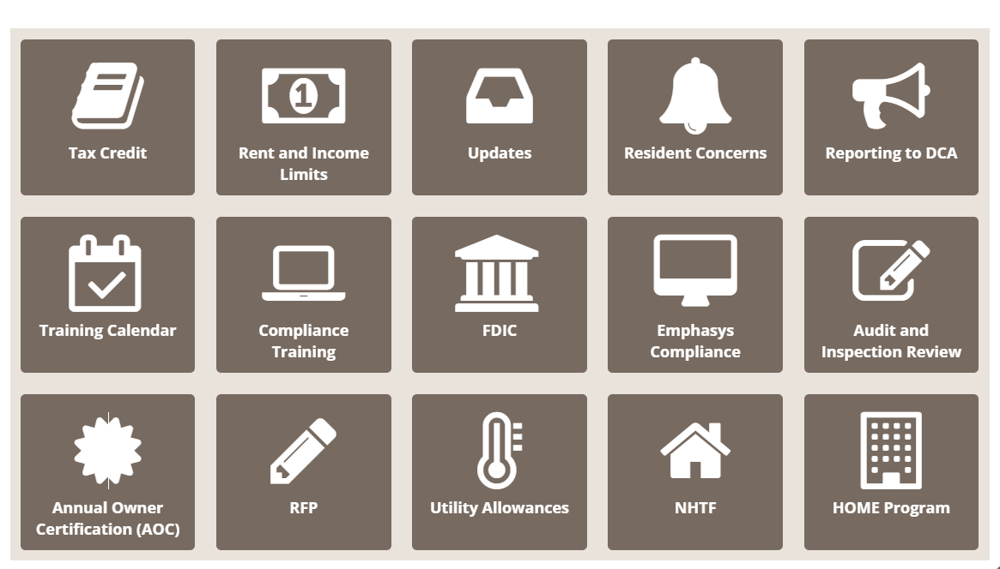 1
Tax Credit
Rent and Income
Limits
Updates
Resident Concerns
Reporting to DCA
Training Calendar
Compliance
Training
FDIC
Emphasys
Compliance
Audit and
Inspection Review
Annual Owner
Certification (AOC)
RFP
Utility Allowances
NHTF
HOME Program